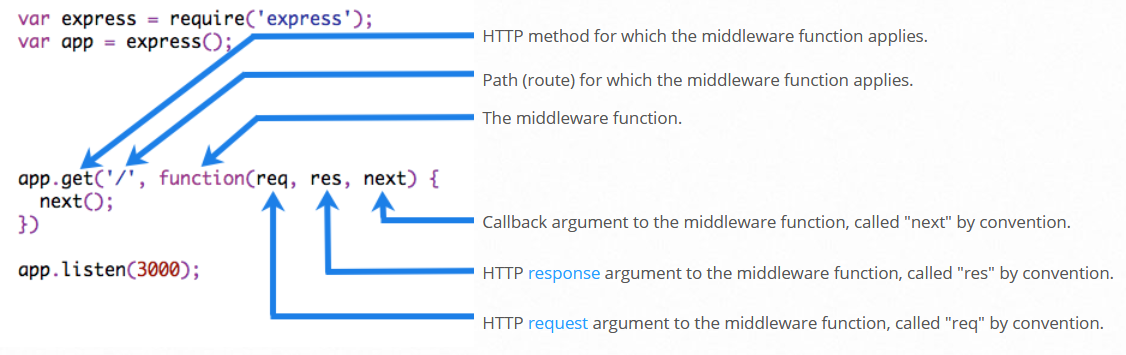 var express = require('express');
var app = express();
HTTP method for which the middleware function applies.
Path (route) for which the middleware function applies.
The middleware function.
app.get('/', function(req, res, next) {
next();
})
Callback argument to the middleware function, called "next" by convention.
app.listen(3000);
HTTP response argument to the middleware function, called "res" by convention.
HTTP request argument to the middleware function, called "req" by convention.